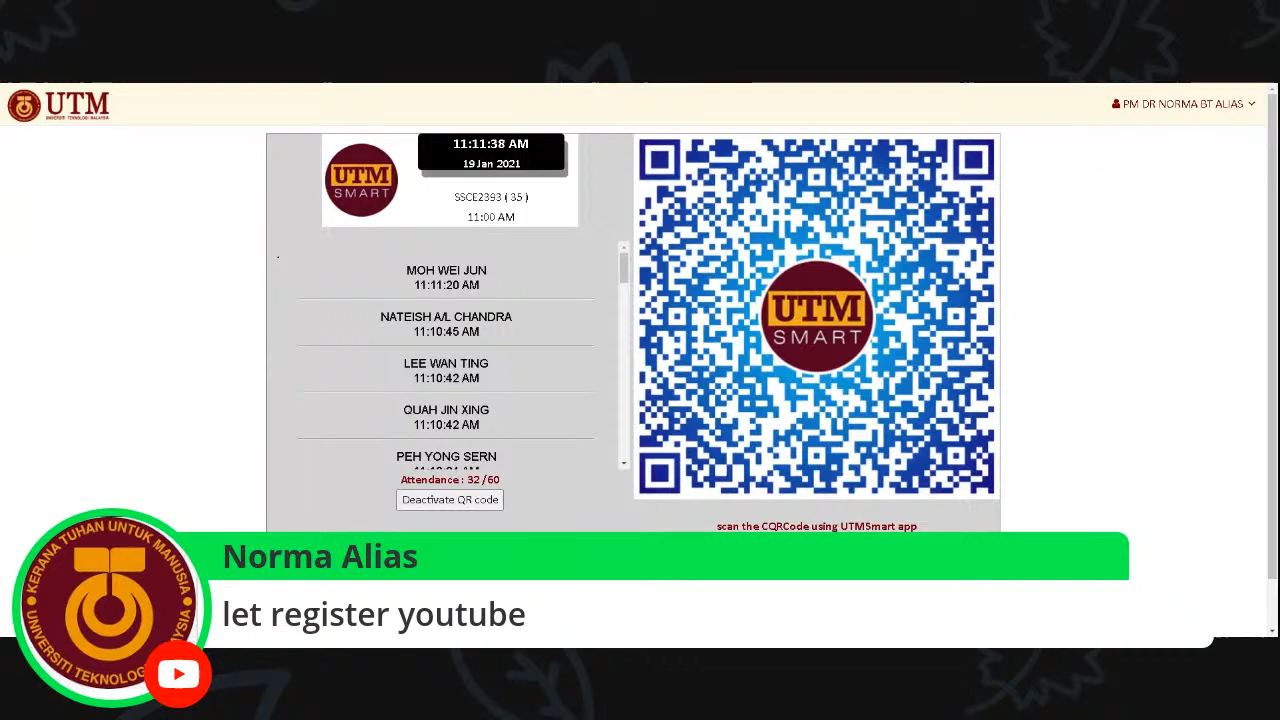 UTM
UNIVERSITI TEKNOLOGI MALAYSIA
PM DR NORMA BT ALIAS
11:11:38 AM
19 Jan 2021
UTM
SMART
SSCE2393 ( 35 )
11:00 AM
MOH WEI JUN
11:11:20 AM
NATEISH A/L CHANDRA
11:10:45 AM
LEE WAN TING
11:10:42 AM
QUAH JIN XING
11:10:42 AM
PEH YONG SERN
Attendance : 32 /60
Deactivate QR code
UTM
SMART
scan the CQRCode using UTMSmart app
KERANA TUHAN UNTUK MANUSIA
Norma Alias
let register youtube